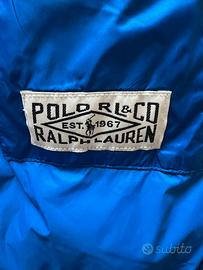 POLO RL&CO
EST. 1967
RALPH LAUREN
subito